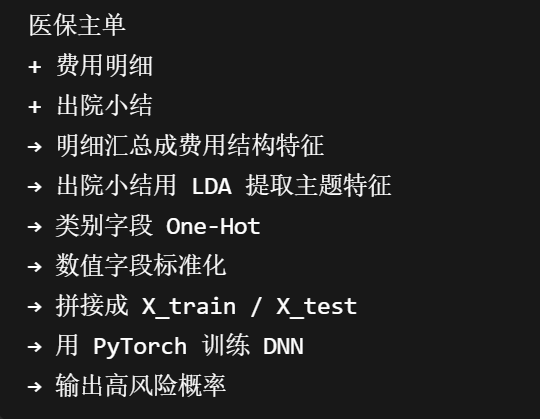 医保主单
+ 费用明细
+ 出院小结
→ 明细汇总成费用结构特征
→ 出院小结用 LDA 提取主题特征
→ 类别字段 One-Hot
→ 数值字段标准化
→ 拼接成 X_train / X_test
→ 用 PyTorch 训练 DNN
→ 输出高风险概率